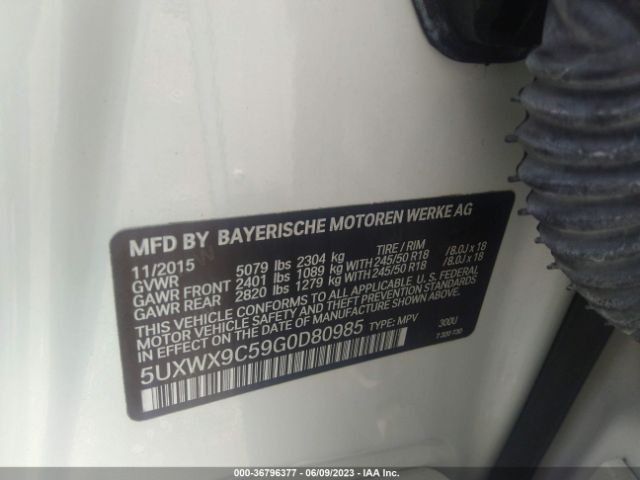 MFD BY BAYERISCHE MOTOREN WERKE AG
11/2015
GVWR 5079 lbs 2304 kg TIRE / RIM
GAWR FRONT 2401 lbs 1089 kg WITH 245/50 R18 / 8.0J x 18
GAWR REAR 2820 lbs 1279 kg WITH 245/50 R18 / 8.0J x 18
THIS VEHICLE CONFORMS TO ALL APPLICABLE U.S. FEDERAL
MOTOR VEHICLE SAFETY AND THEFT PREVENTION STANDARDS
IN EFFECT ON THE DATE OF MANUFACTURE SHOWN ABOVE.
5UXWX9C59G0D80985 TYPE: MPV 300U
000-36796377 - 06/09/2023 - IAA Inc.